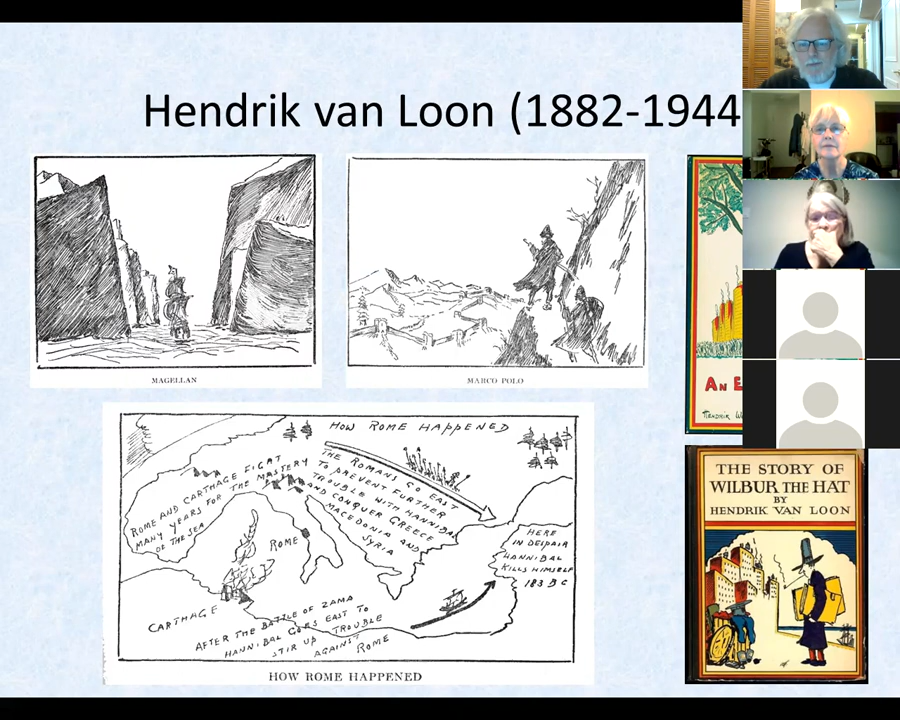 Hendrik van Loon (1882-1944
MAGELLAN
MARCO POLO
AN E
HOW ROME HAPPENED
ROME AND CARTHAGE FIGHT
MANY YEARS FOR THE MASTERY
OF THE SEA
THE ROMANS GO EAST
TO PREVENT FURTHER
TROUBLE WITH HANNIBAL
AND CONQUER GREECE
MACEDONIA AND
SYRIA
ROME
HERE
IN DESPAIR
HANNIBAL
KILLS HIMSELF
183 B C
CARTHAGE
AFTER THE BATTLE OF ZAMA
HANNIBAL GOES EAST TO
STIR UP TROUBLE
AGAINST ROME
HOW ROME HAPPENED
THE STORY OF
WILBUR THE HAT
BY
HENDRIK VAN LOON